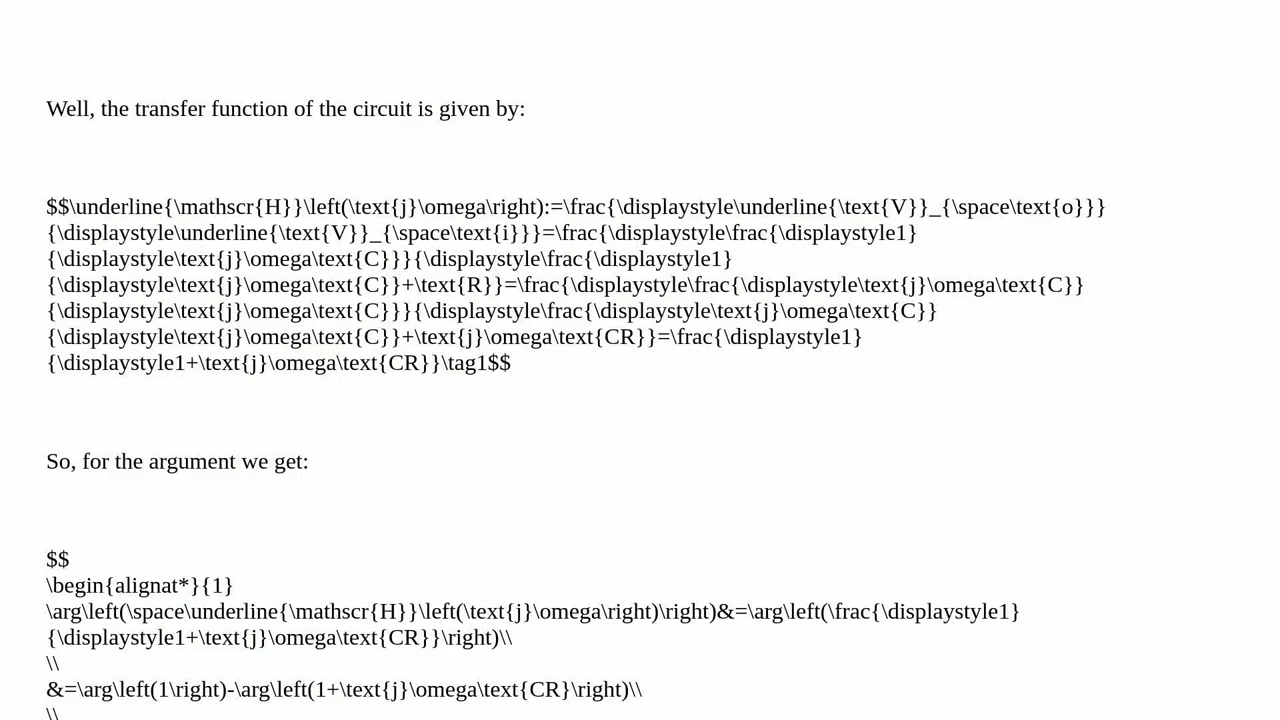 Well, the transfer function of the circuit is given by:
$$\underline{\mathscr{H}}\left(\text{j}\omega\right):=\frac{\displaystyle\underline{\text{V}}_{\space\text{o}}}
{\displaystyle\underline{\text{V}}_{\space\text{i}}}=\frac{\displaystyle\frac{\displaystyle1}
{\displaystyle\text{j}\omega\text{C}}}{\displaystyle\frac{\displaystyle1}
{\displaystyle\text{j}\omega\text{C}}+\text{R}}=\frac{\displaystyle\frac{\displaystyle\text{j}\omega\text{C}}
{\displaystyle\text{j}\omega\text{C}}}{\displaystyle\frac{\displaystyle\text{j}\omega\text{C}}
{\displaystyle\text{j}\omega\text{C}}+\text{j}\omega\text{CR}}=\frac{\displaystyle1}
{\displaystyle1+\text{j}\omega\text{CR}}\tag1$$
So, for the argument we get:
$$
\begin{alignat*}{1}
\arg\left(\space\underline{\mathscr{H}}\left(\text{j}\omega\right)\right)&=\arg\left(\frac{\displaystyle1}
{\displaystyle1+\text{j}\omega\text{CR}}\right)\\
\\
&=\arg\left(1\right)-\arg\left(1+\text{j}\omega\text{CR}\right)\\
\\